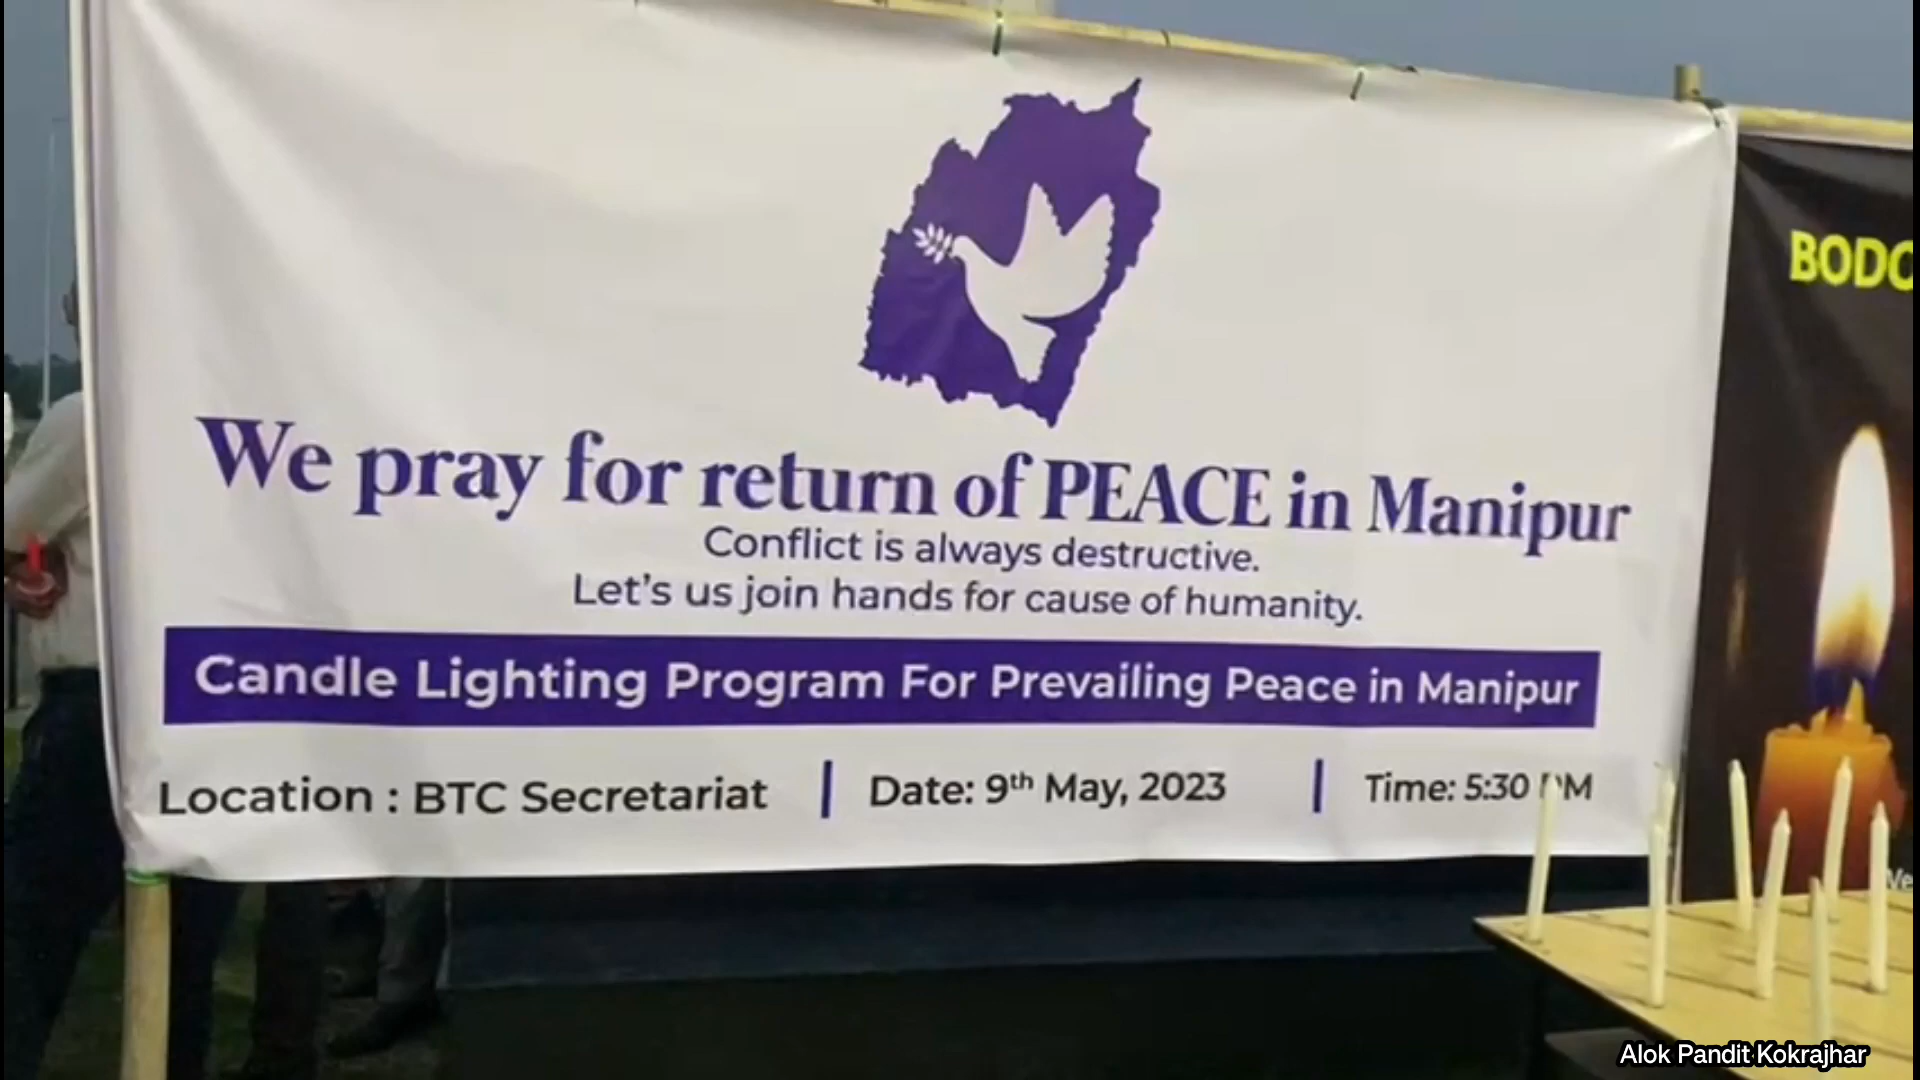 We pray for return of PEACE in Manipur
Conflict is always destructive.
Let's us join hands for cause of humanity.
Candle Lighting Program For Prevailing Peace in Manipur
Location : BTC Secretariat | Date: 9th May, 2023 | Time: 5:30 PM
BODO
Alok Pandit Kokrajhar